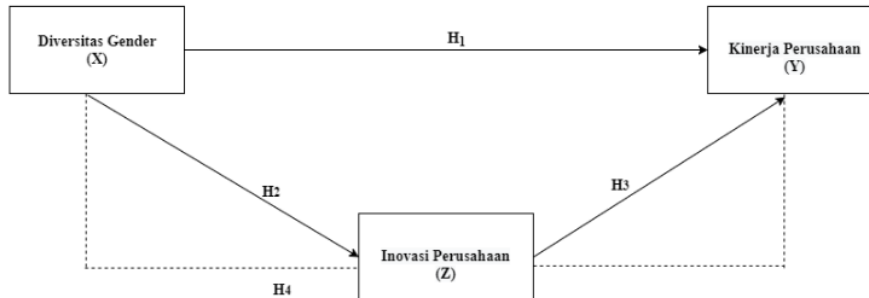 Diversitas Gender
(X)
H1
Kinerja Perusahaan
(Y)
H2
H3
Inovasi Perusahaan
(Z)
H4